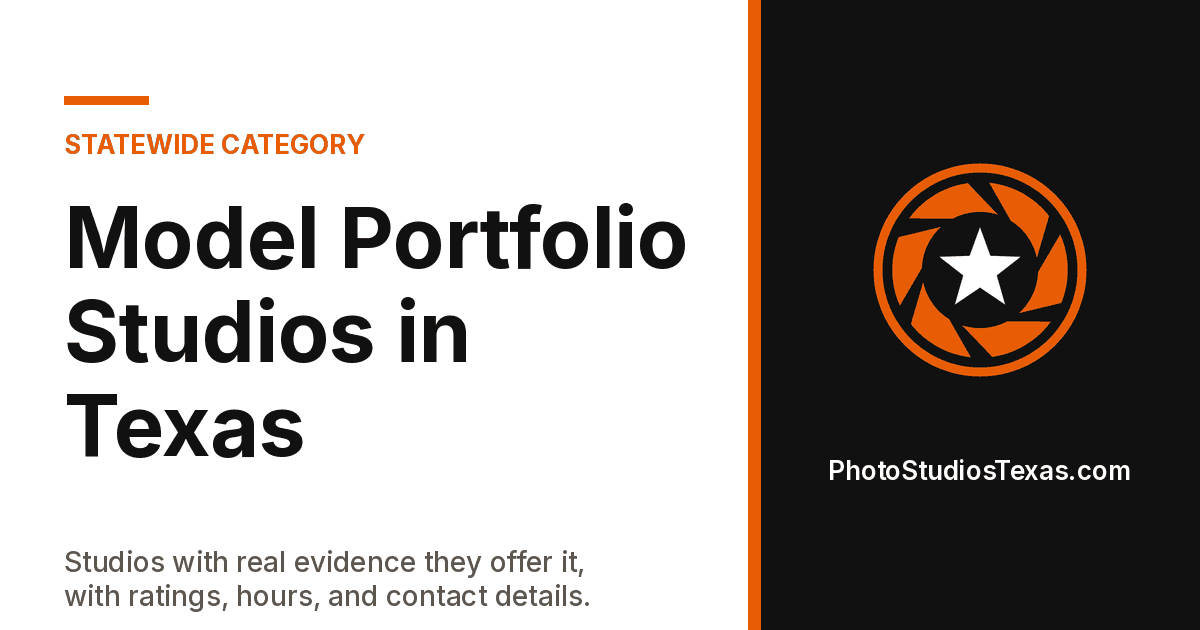 STATEWIDE CATEGORY
Model Portfolio
Studios in
Texas
Studios with real evidence they offer it,
with ratings, hours, and contact details.
PhotoStudiosTexas.com